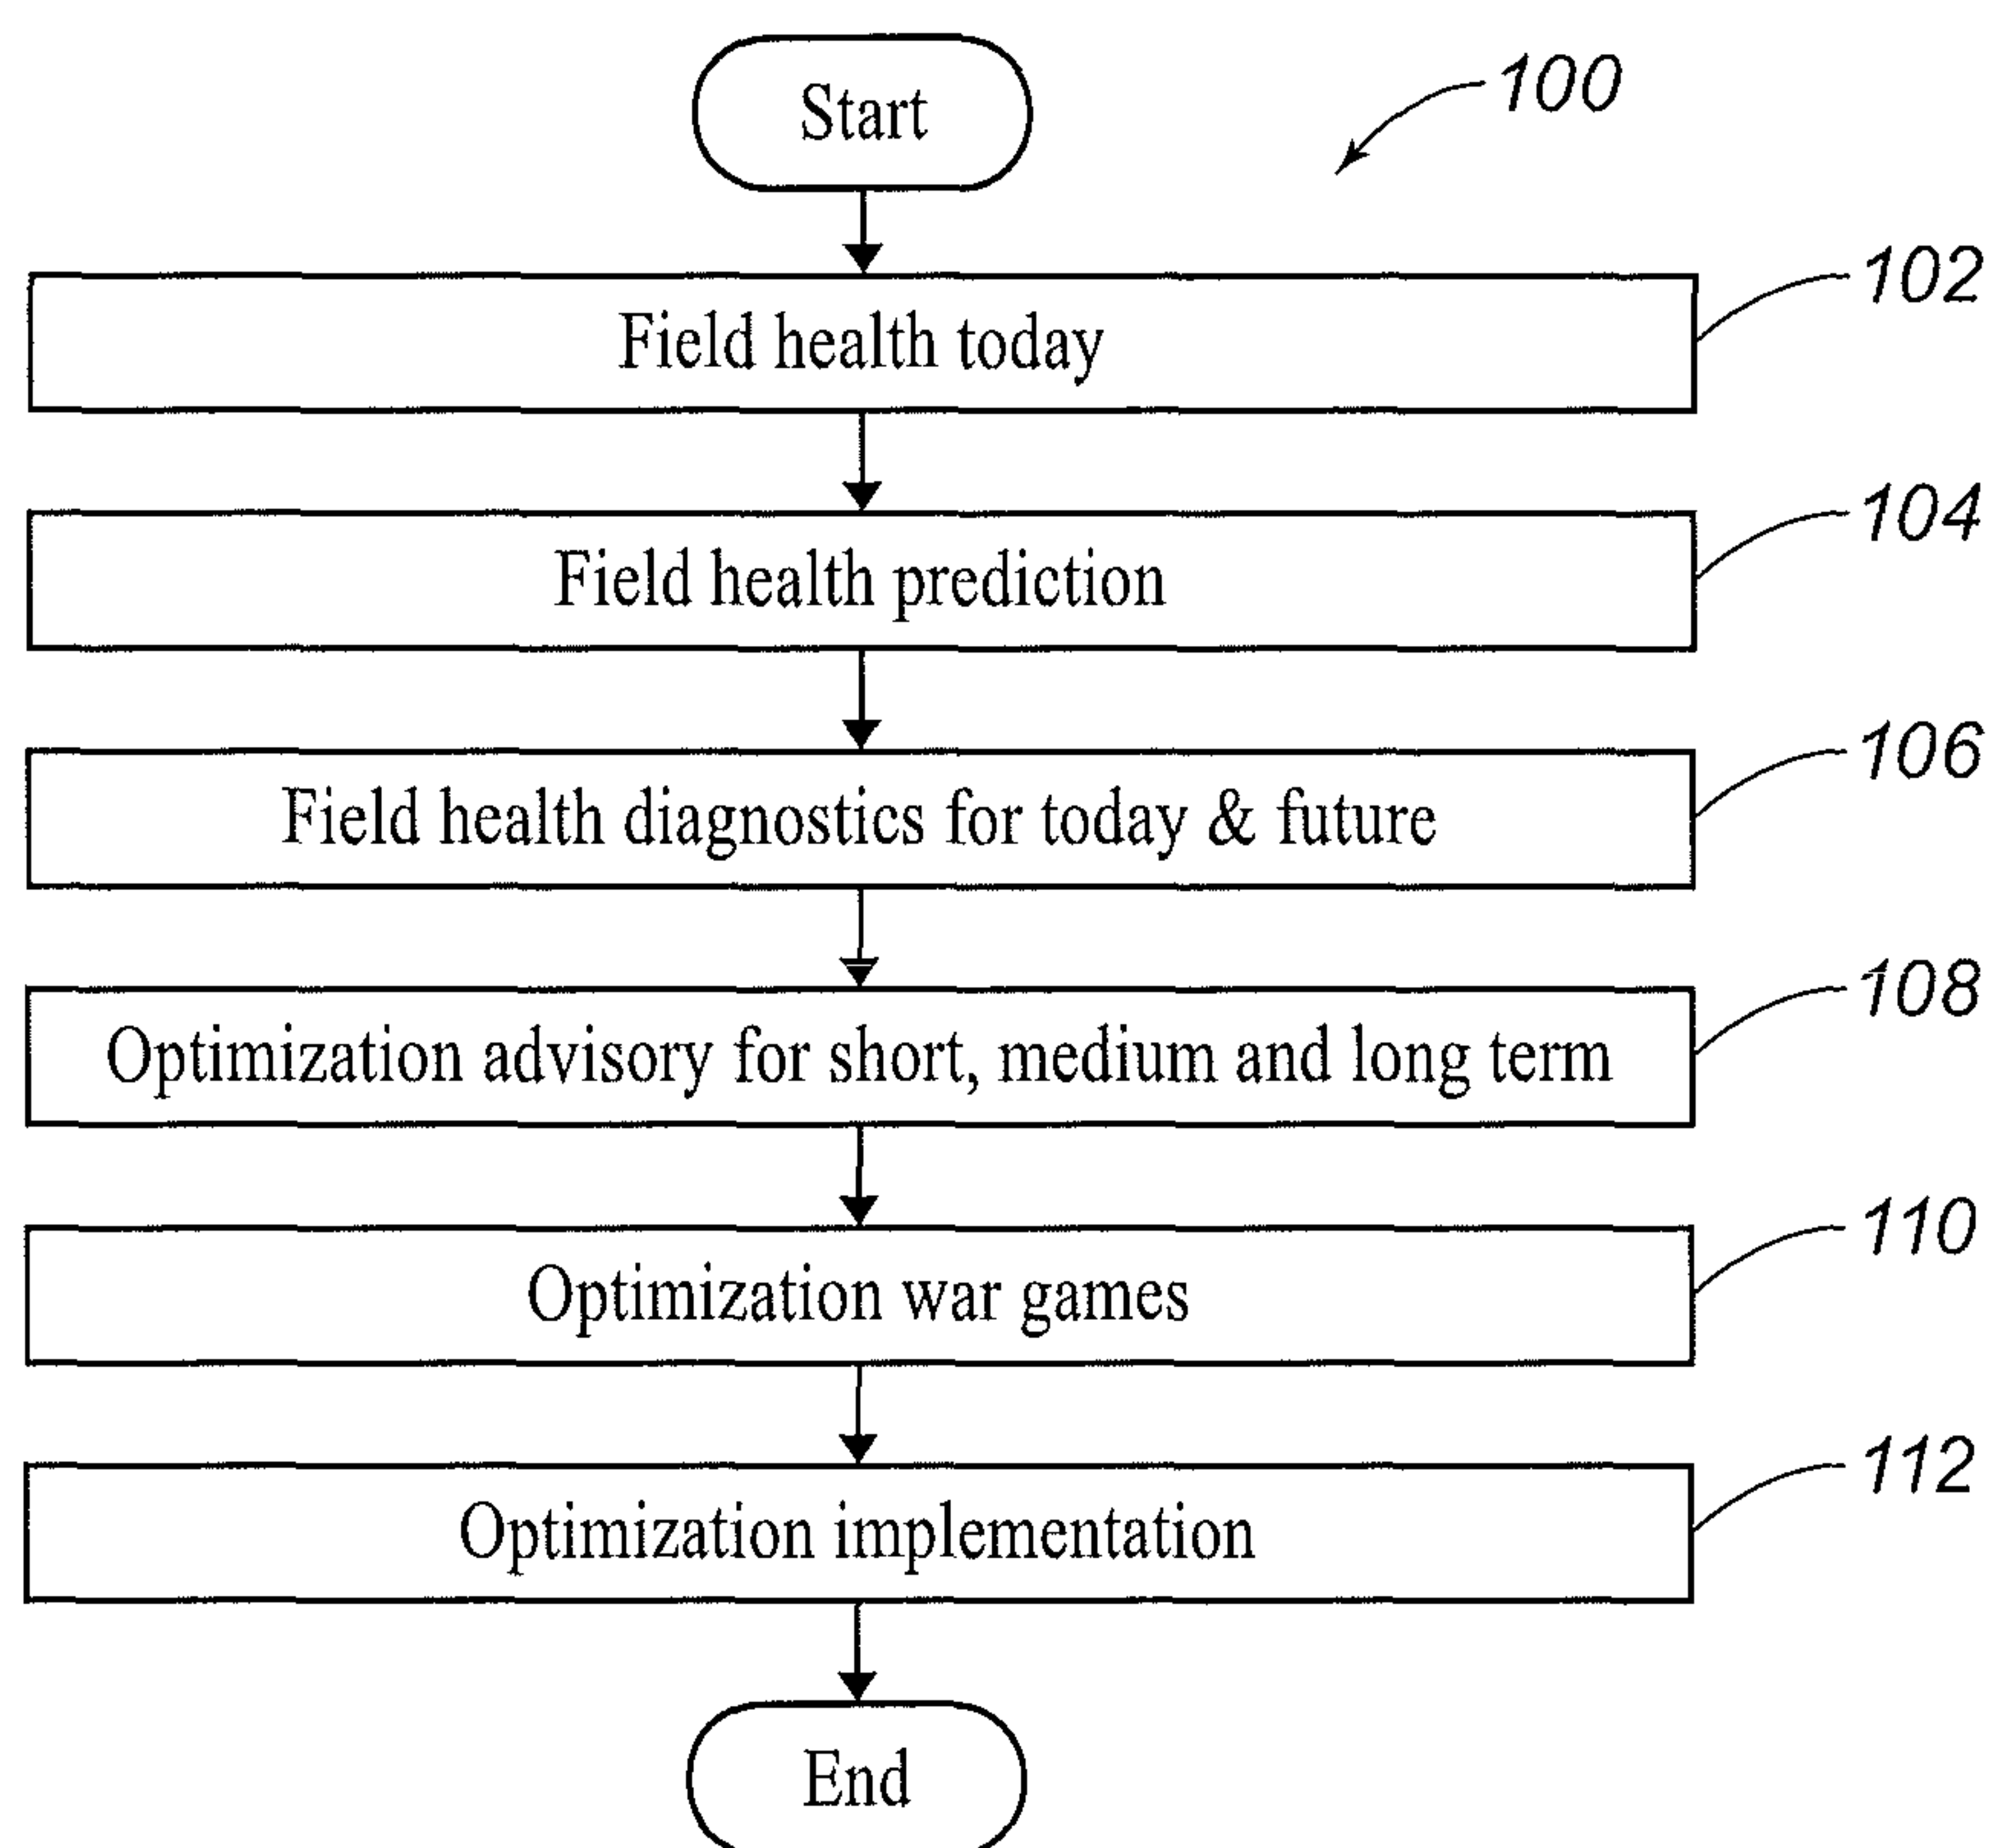 Start
100
102
Field health today
104
Field health prediction
106
Field health diagnostics for today & future
108
Optimization advisory for short, medium and long term
110
Optimization war games
112
Optimization implementation
End